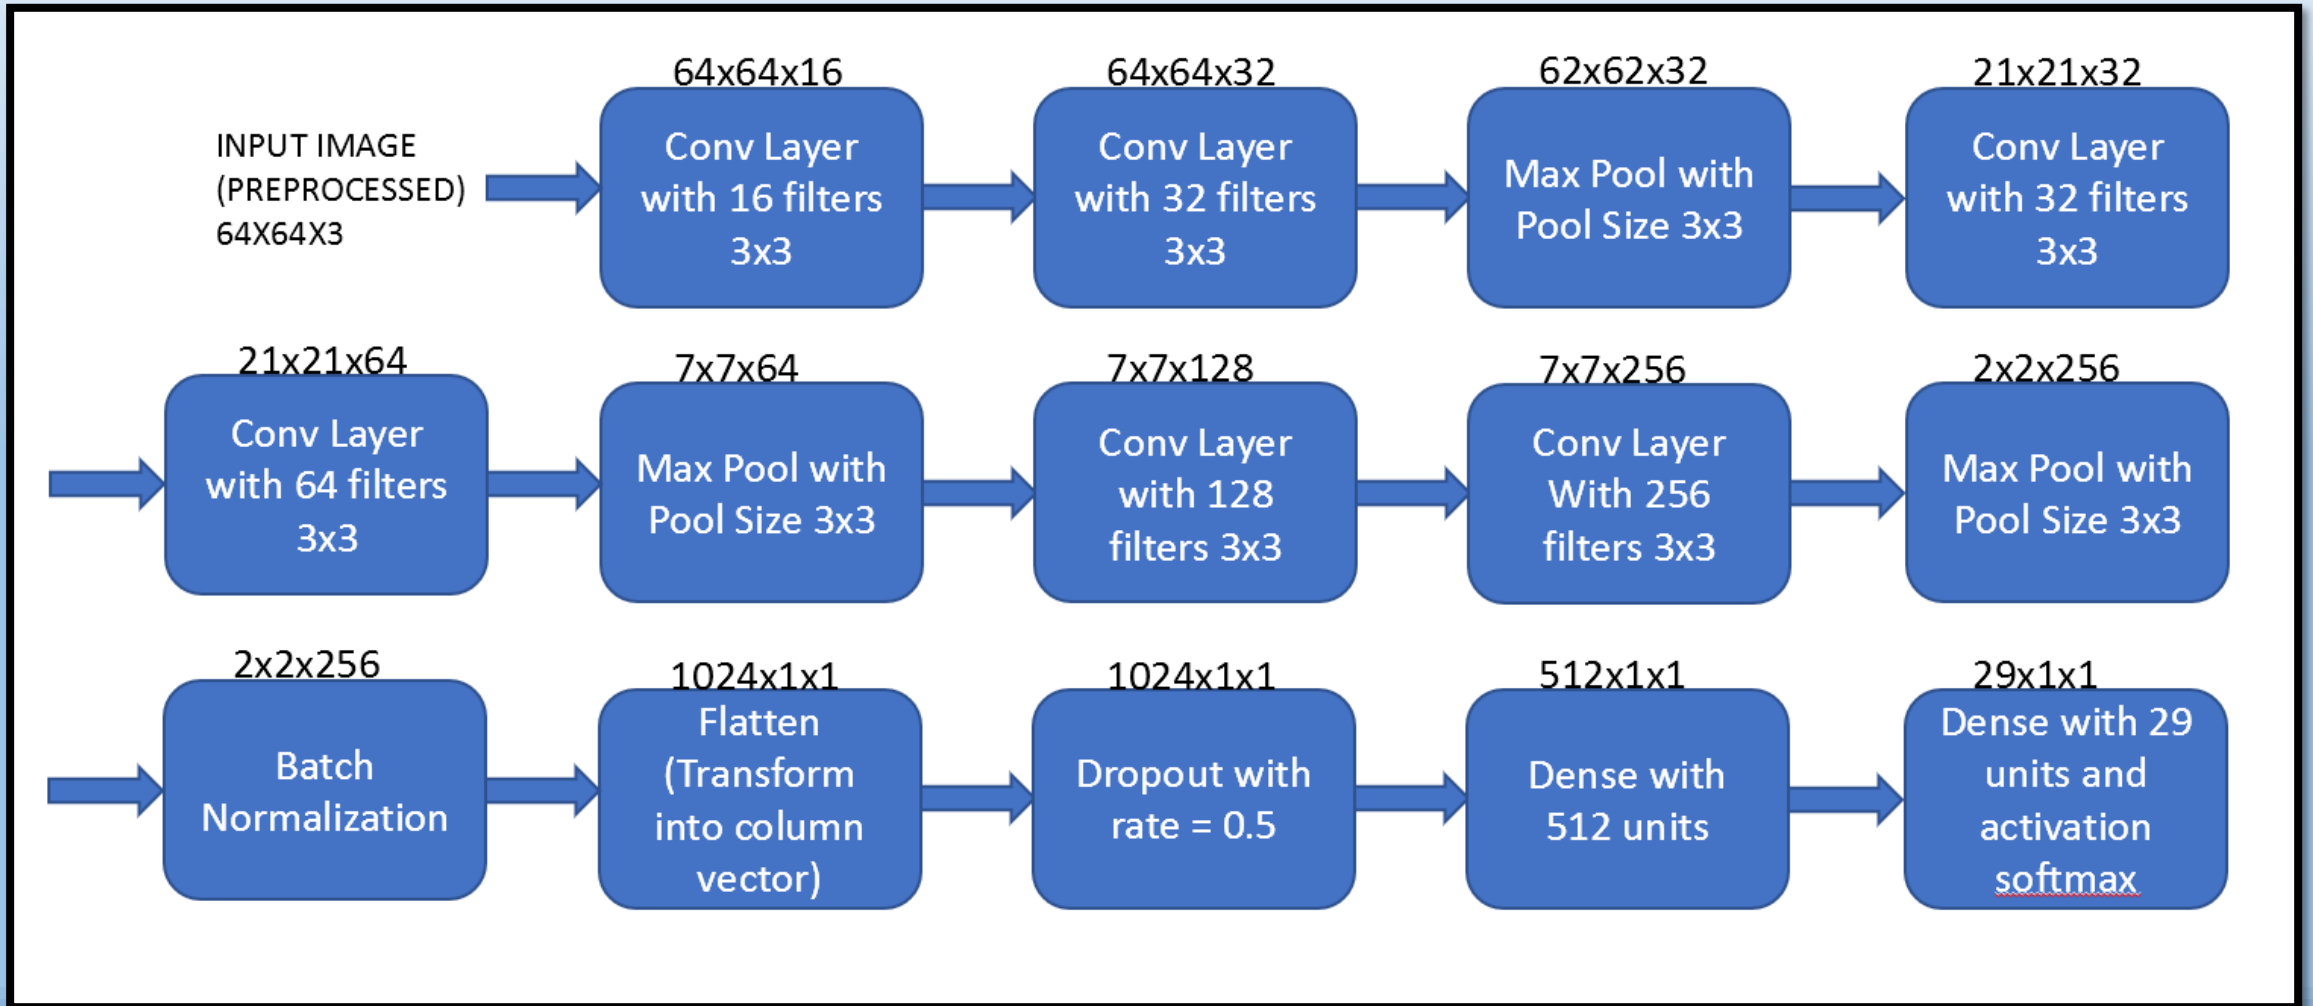 INPUT IMAGE
(PREPROCESSED)
64X64X3
64x64x16
Conv Layer
with 16 filters
3x3
64x64x32
Conv Layer
with 32 filters
3x3
62x62x32
Max Pool with
Pool Size 3x3
21x21x32
Conv Layer
with 32 filters
3x3
21x21x64
Conv Layer
with 64 filters
3x3
7x7x64
Max Pool with
Pool Size 3x3
7x7x128
Conv Layer
with 128
filters 3x3
7x7x256
Conv Layer
With 256
filters 3x3
2x2x256
Max Pool with
Pool Size 3x3
2x2x256
Batch
Normalization
1024x1x1
Flatten
(Transform
into column
vector)
1024x1x1
Dropout with
rate = 0.5
512x1x1
Dense with
512 units
29x1x1
Dense with 29
units and
activation
softmax